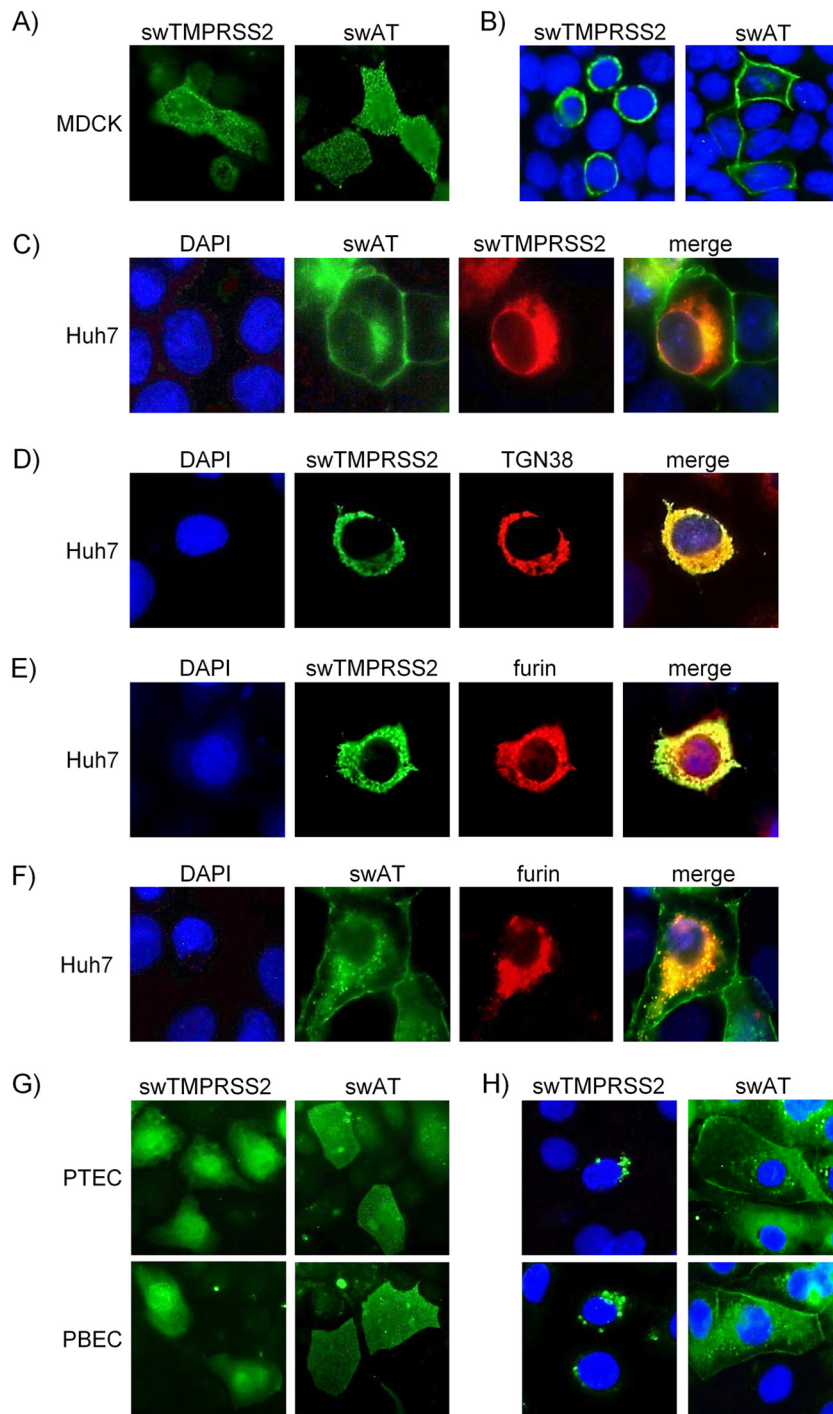 A)
swTMPRSS2 swAT
MDCK
B)
swTMPRSS2 swAT
C)
DAPI swAT swTMPRSS2 merge
Huh7
D)
DAPI swTMPRSS2 TGN38 merge
Huh7
E)
DAPI swTMPRSS2 furin merge
Huh7
F)
DAPI swAT furin merge
Huh7
G)
swTMPRSS2 swAT
PTEC
PBEC
H)
swTMPRSS2 swAT